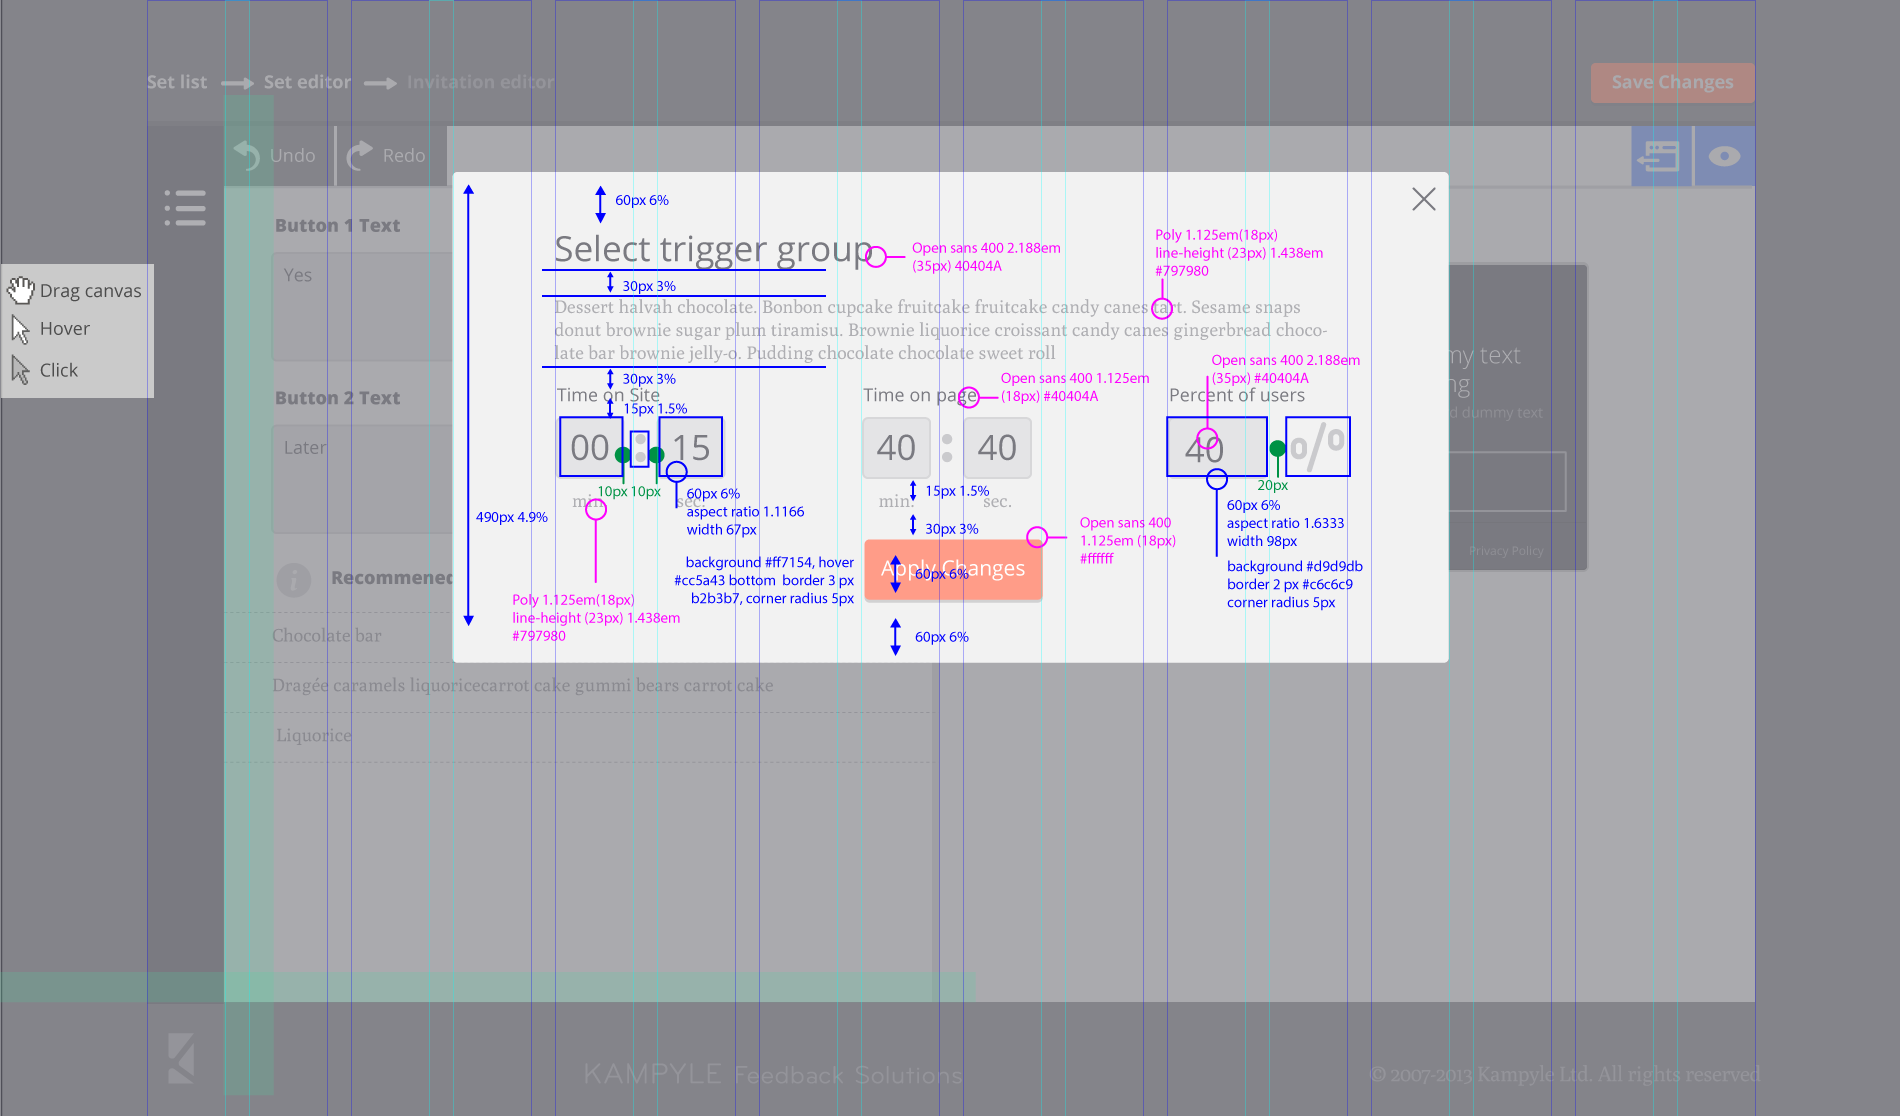 Set list
Set editor
Invitation editor
Save Changes
Undo
Redo
Button 1 Text
Yes
Drag canvas
Hover
Click
Button 2 Text
Later
Recommened
Chocolate bar
Dragée caramels liquoricecarrot cake gummi bears carrot cake
Liquorice
60px 6%
Select trigger group
Open sans 400 2.188em
(35px) 40404A
Poly 1.125em(18px)
line-height (23px) 1.438em
#797980
30px 3%
Dessert halvah chocolate. Bonbon cupcake fruitcake fruitcake candy canes tart. Sesame snaps
donut brownie sugar plum tiramisu. Brownie liquorice croissant candy canes gingerbread choco-
late bar brownie jelly-o. Pudding chocolate chocolate sweet roll
30px 3%
Time on Site
15px 1.5%
00 : 15
10px 10px
min.
sec.
60px 6%
aspect ratio 1.1166
width 67px
490px 4.9%
background #ff7154, hover
#cc5a43 bottom border 3 px
b2b3b7, corner radius 5px
Poly 1.125em(18px)
line-height (23px) 1.438em
#797980
Time on page
Open sans 400 1.125em
(18px) #40404A
40 : 40
15px 1.5%
min.
sec.
30px 3%
Apply Changes
60px 6%
60px 6%
Open sans 400
1.125em (18px)
#ffffff
Open sans 400 2.188em
(35px) #40404A
Percent of users
40
%
20px
60px 6%
aspect ratio 1.6333
width 98px
background #d9d9db
border 2 px #c6c6c9
corner radius 5px
my text
ng
d dummy text
Privacy Policy
KAMPYLE Feedback Solutions
© 2007-2013 Kampyle Ltd. All rights reserved